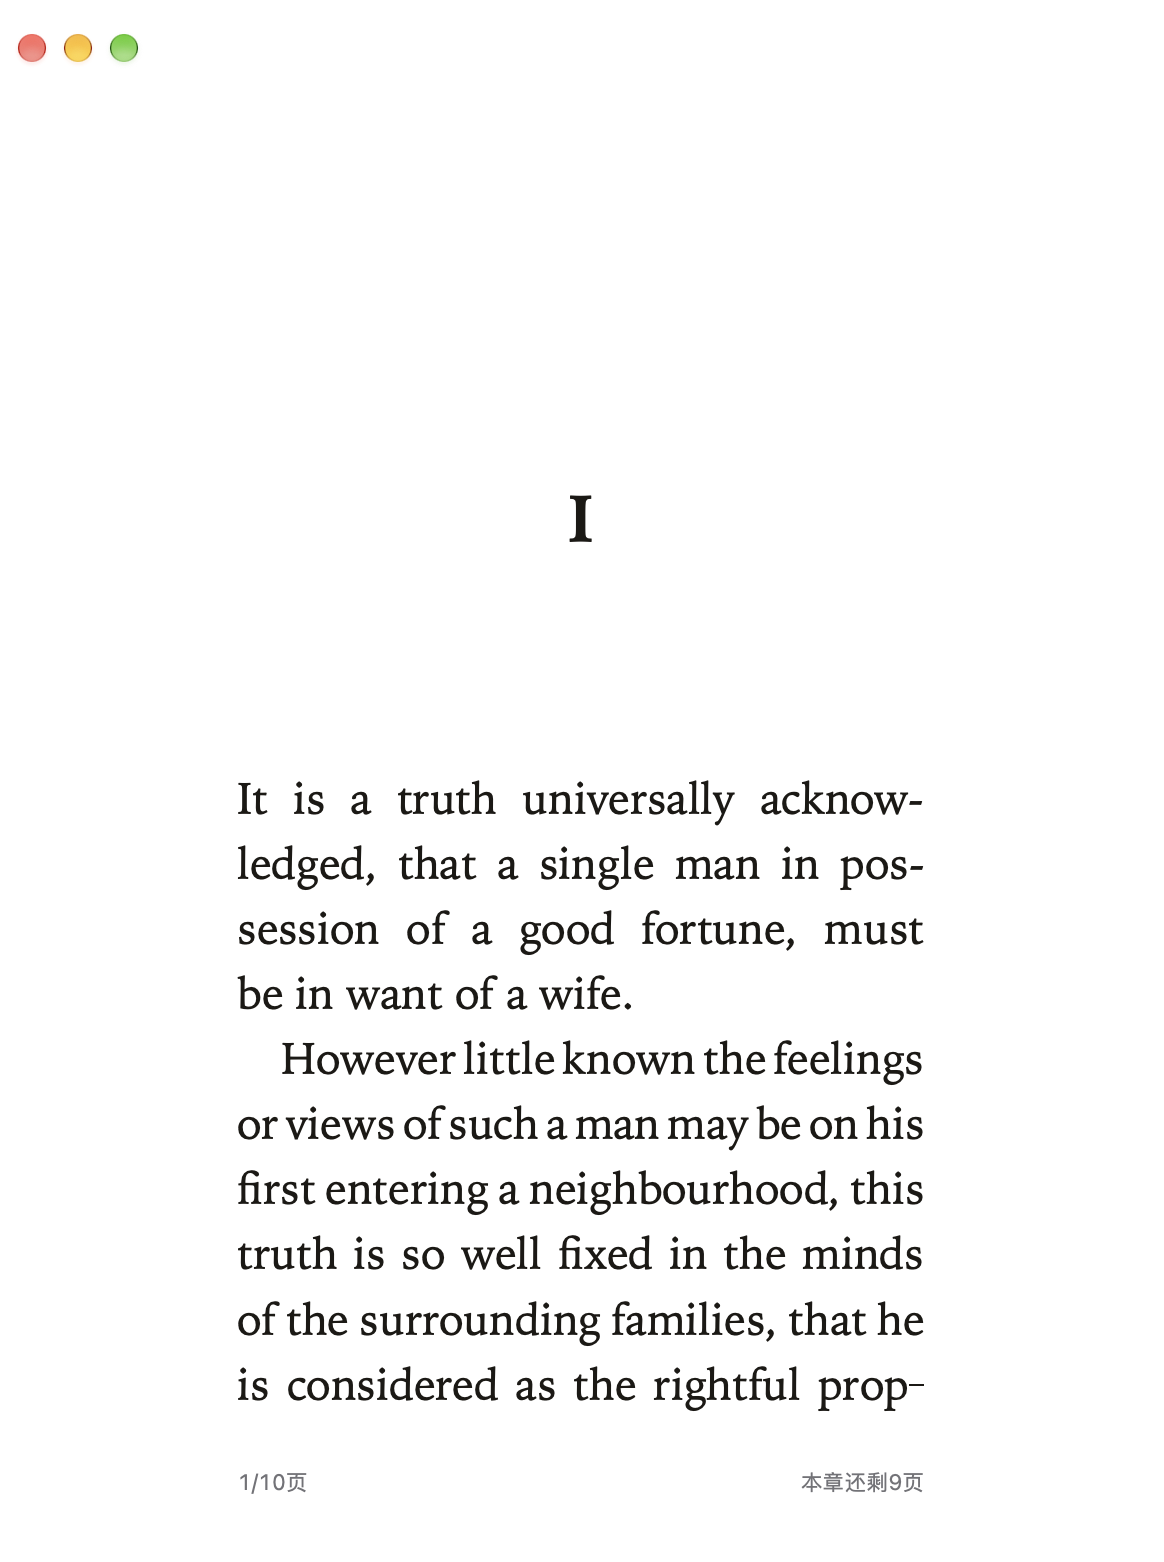 I
It is a truth universally acknow-
ledged, that a single man in pos-
session of a good fortune, must
be in want of a wife.
However little known the feelings
or views of such a man may be on his
first entering a neighbourhood, this
truth is so well fixed in the minds
of the surrounding families, that he
is considered as the rightful prop-
1/10页
本章还剩9页